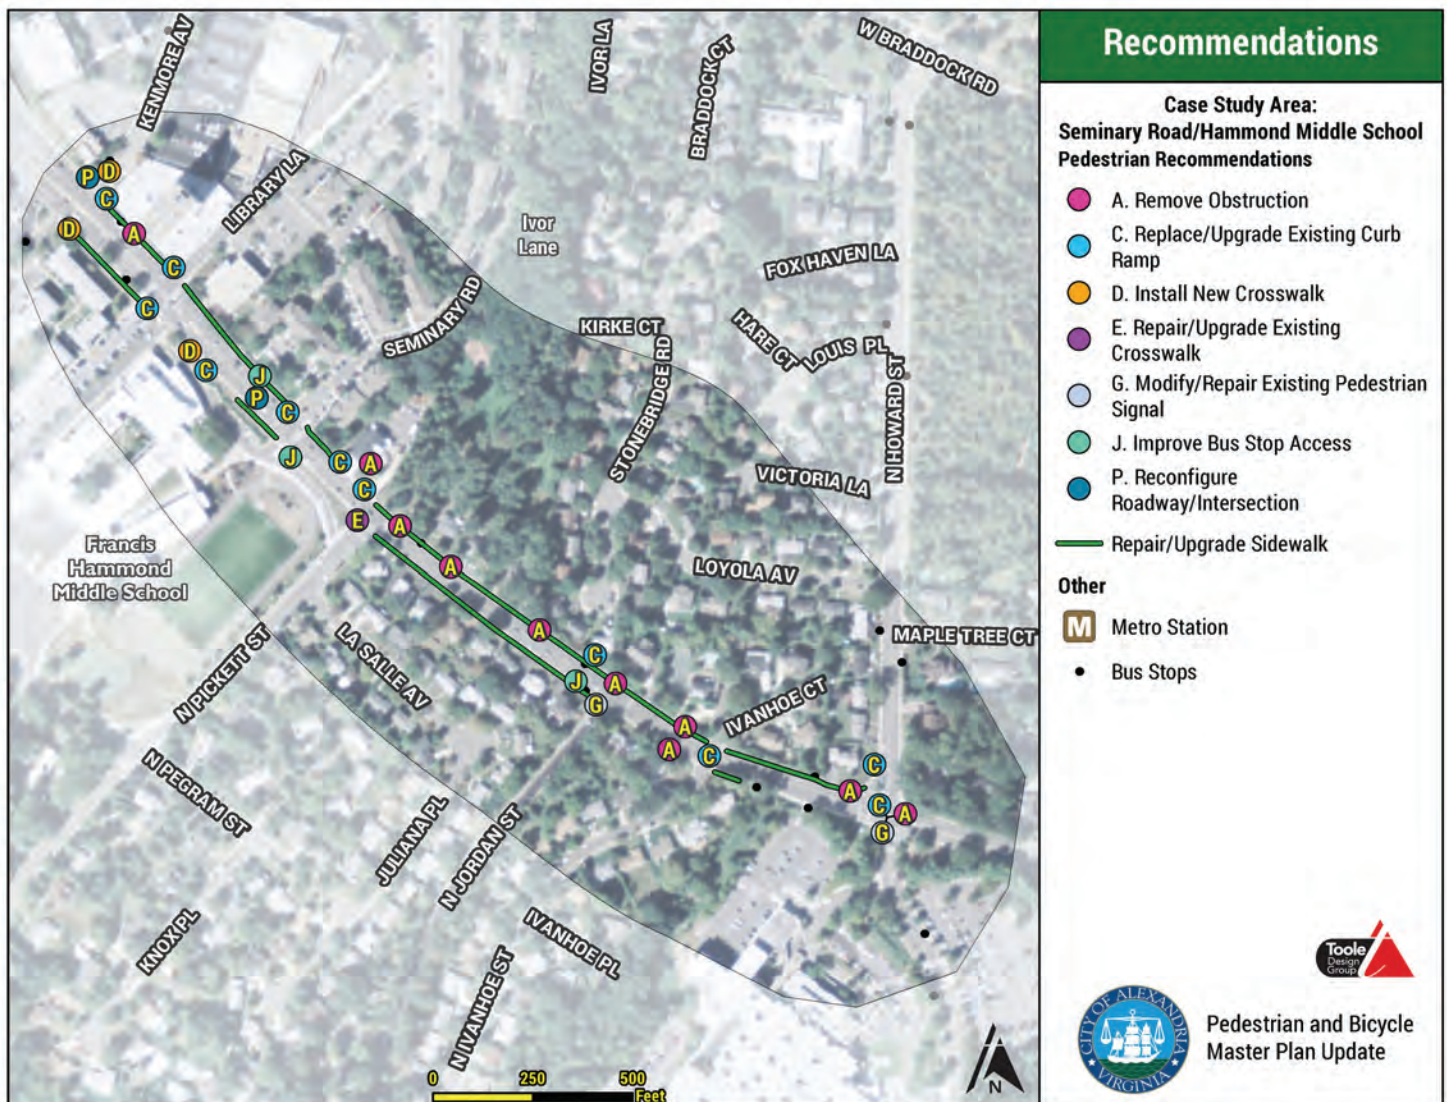 KENMORE AV
IVOR LA
BRADDOCK CT
W BRADDOCK RD
LIBRARY LA
Ivor
Lane
FOX HAVEN LA
SEMINARY RD
KIRKE CT
HARE CT
LOUIS PL
STONEBRIDGE RD
N HOWARD ST
VICTORIA LA
Francis
Hammond
Middle School
LOYOLA AV
MAPLE TREE CT
N PICKETT ST
LA SALLE AV
IVANHOE CT
N PEGRAM ST
JULIANA PL
N JORDAN ST
KNOX PL
IVANHOE PL
N IVANHOE ST
P
D
C
D
A
C
C
D
C
J
P
C
J
C
A
C
E
A
A
A
C
J
A
G
A
A
C
C
A
C
A
G
0 250 500
Feet
N
Recommendations
Case Study Area:
Seminary Road/Hammond Middle School
Pedestrian Recommendations
A. Remove Obstruction
C. Replace/Upgrade Existing Curb
Ramp
D. Install New Crosswalk
E. Repair/Upgrade Existing
Crosswalk
G. Modify/Repair Existing Pedestrian
Signal
J. Improve Bus Stop Access
P. Reconfigure
Roadway/Intersection
Repair/Upgrade Sidewalk
Other
M Metro Station
Bus Stops
Toole
Design
Group
CITY OF ALEXANDRIA
VIRGINIA
Pedestrian and Bicycle
Master Plan Update